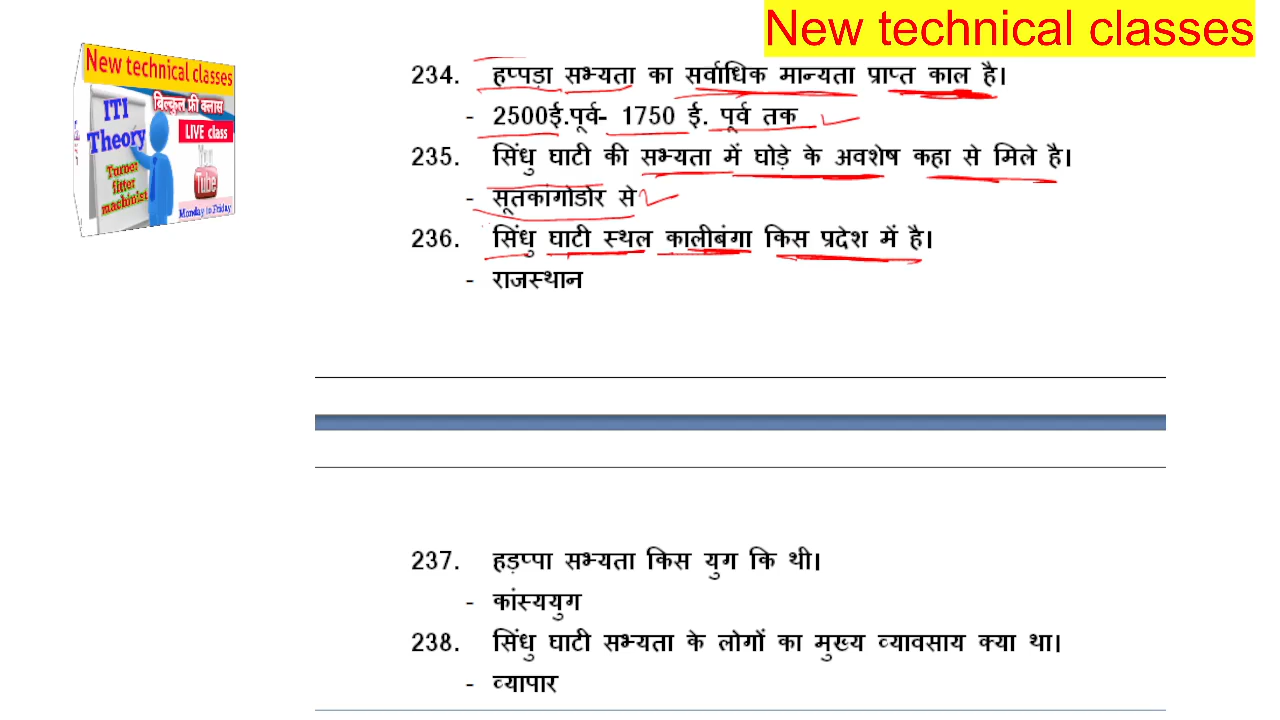 New technical classes
New technical classes
बिल्कुल फ्री क्लास
ITI
Theory
LIVE class
Turner
fitter
machinist
Tube
Monday to Friday
234. हप्पड़ा सभ्यता का सर्वाधिक मान्यता प्राप्त काल है।
- 2500ई.पूर्व- 1750 ई. पूर्व तक
235. सिंधु घाटी की सभ्यता में घोड़े के अवशेष कहा से मिले है।
- सूतकागोडोर से
236. सिंधु घाटी स्थल कालीबंगा किस प्रदेश में है।
- राजस्थान
237. हड़प्पा सभ्यता किस युग कि थी।
- कांस्ययुग
238. सिंधु घाटी सभ्यता के लोगों का मुख्य व्यावसाय क्या था।
- व्यापार